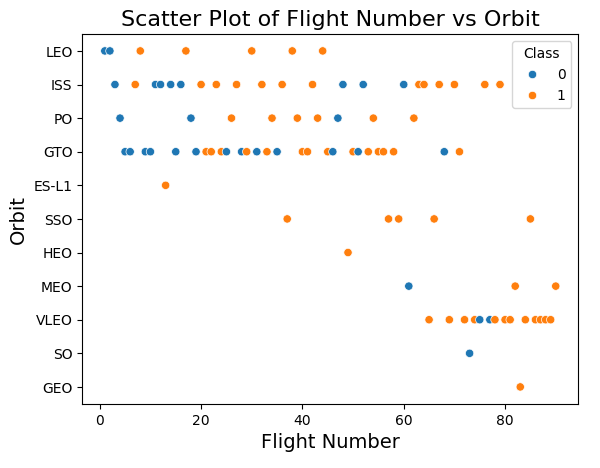 Scatter Plot of Flight Number vs Orbit
Orbit
LEO
ISS
PO
GTO
ES-L1
SSO
HEO
MEO
VLEO
SO
GEO
Class
0
1
0
20
40
60
80
Flight Number